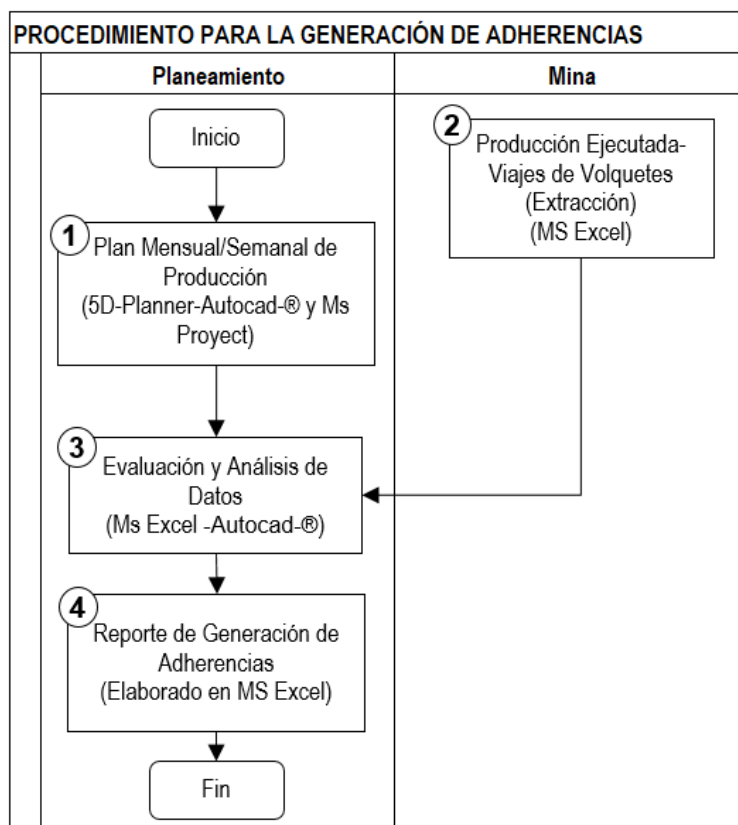 PROCEDIMIENTO PARA LA GENERACIÓN DE ADHERENCIAS
Planeamiento
Mina
Inicio
1
Plan Mensual/Semanal de
Producción
(5D-Planner-Autocad-® y Ms
Proyect)
2
Producción Ejecutada-
Viajes de Volquetes
(Extracción)
(MS Excel)
3
Evaluación y Análisis de
Datos
(Ms Excel -Autocad-®)
4
Reporte de Generación de
Adherencias
(Elaborado en MS Excel)
Fin